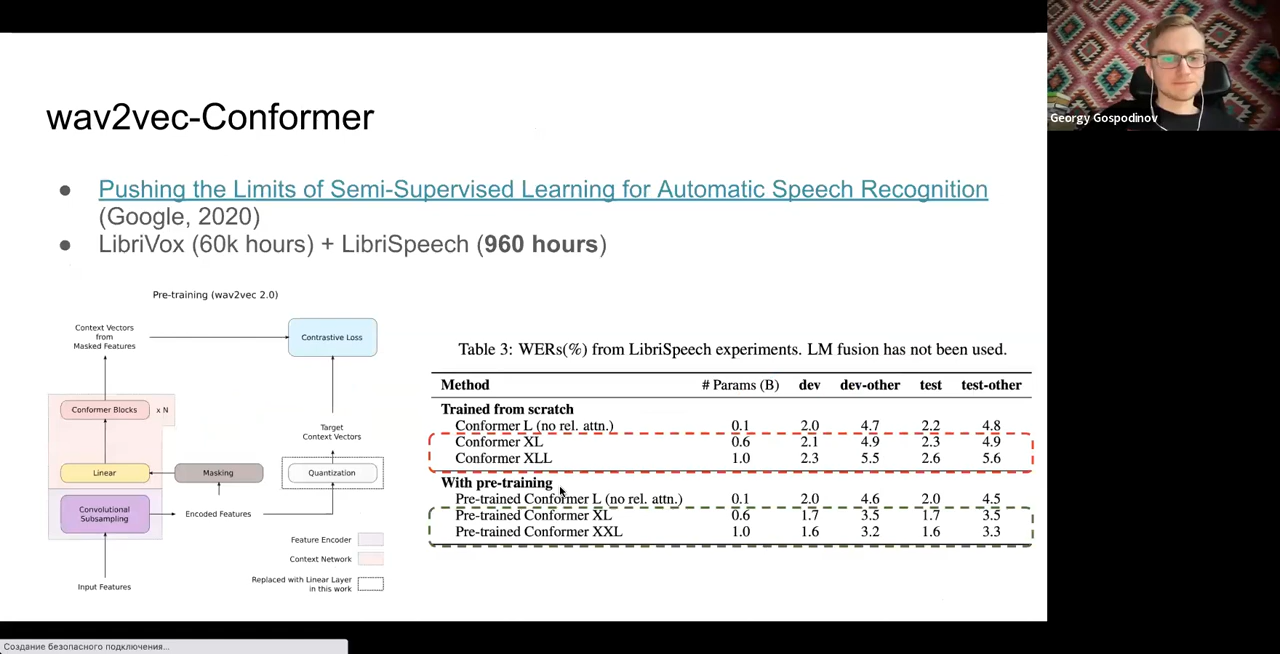 Georgy Gospodinov
wav2vec-Conformer
● Pushing the Limits of Semi-Supervised Learning for Automatic Speech Recognition
(Google, 2020)
● LibriVox (60k hours) + LibriSpeech (960 hours)
Pre-training (wav2vec 2.0)
Context Vectors
from
Masked Features
Contrastive Loss
Conformer Blocks x N
Target
Context Vectors
Linear
Masking
Quantization
Convolutional
Subsampling
Encoded Features
Feature Encoder
Context Network
Replaced with Linear Layer
in this work
Input Features
Table 3: WERs(%) from LibriSpeech experiments. LM fusion has not been used.
Method # Params (B) dev dev-other test test-other
Trained from scratch
Conformer L (no rel. attn.) 0.1 2.0 4.7 2.2 4.8
Conformer XL 0.6 2.1 4.9 2.3 4.9
Conformer XLL 1.0 2.3 5.5 2.6 5.6
With pre-training
Pre-trained Conformer L (no rel. attn.) 0.1 2.0 4.6 2.0 4.5
Pre-trained Conformer XL 0.6 1.7 3.5 1.7 3.5
Pre-trained Conformer XXL 1.0 1.6 3.2 1.6 3.3
Создание безопасного подключения...